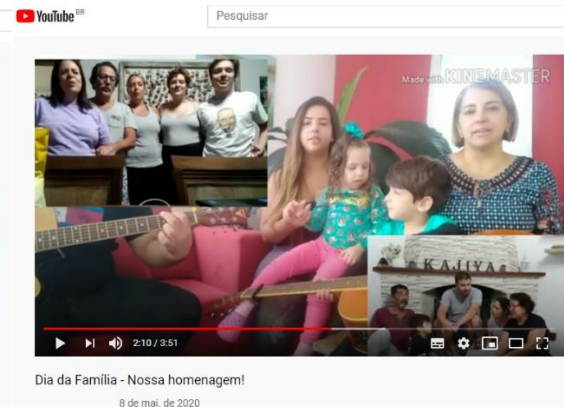 YouTube BR
Pesquisar
Made with KINEMASTER
KAJIYA
2:10 / 3:51
Dia da Família - Nossa homenagem!
8 de mai. de 2020